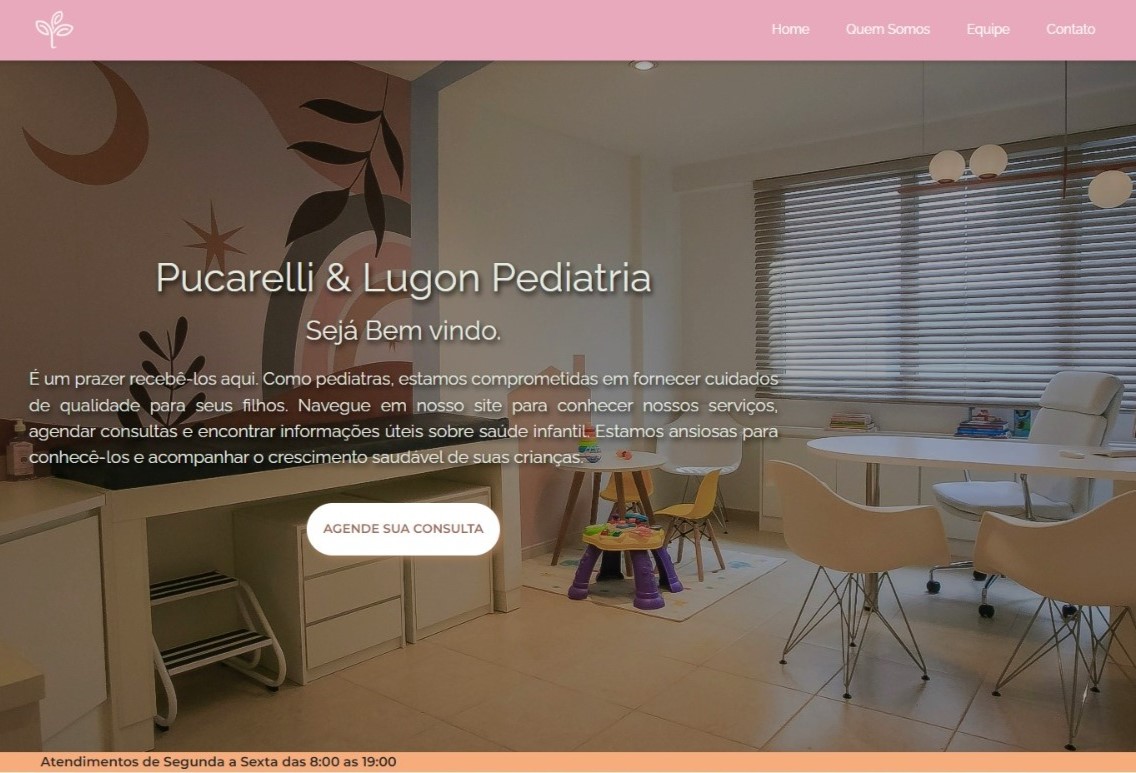 Home Quem Somos Equipe Contato
Pucarelli & Lugon Pediatria
Sejá Bem vindo.
É um prazer recebê-los aqui. Como pediatras, estamos comprometidas em fornecer cuidados
de qualidade para seus filhos. Navegue em nosso site para conhecer nossos serviços,
agendar consultas e encontrar informações úteis sobre saúde infantil. Estamos ansiosas para
conhecê-los e acompanhar o crescimento saudável de suas crianças.
AGENDE SUA CONSULTA
Atendimentos de Segunda a Sexta das 8:00 as 19:00